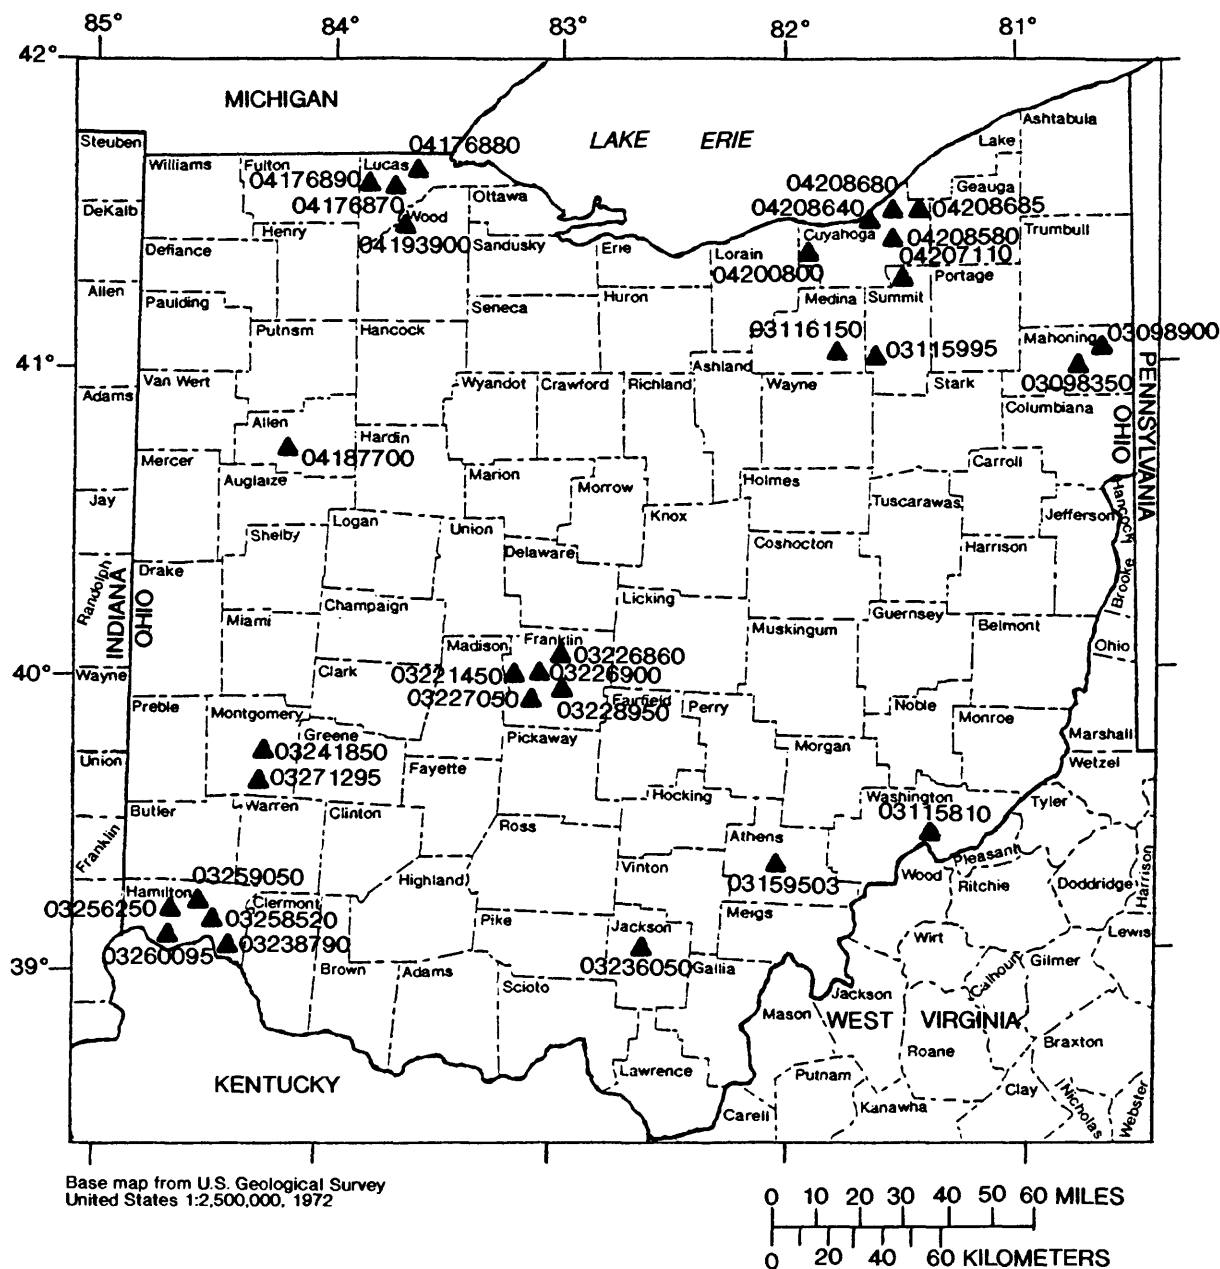 85° 84° 83° 82° 81°
42°
MICHIGAN
LAKE ERIE
Ashtabula
Steuben
Lake
04176880
Williams Fulton Lucas
04176890
04208680
Geauga
DeKalb
Ottawa
04176870
Wood
04208640
04208685
Henry
Cuyahoga
Trumbull
Defiance
04193900
Sandusky
Erie
Lorain
04208580
04207110
04200800
Portage
Allen
Paulding
Huron
Medina Summit
Seneca
Putnsm
Hancock
03116150
03098900
Mahoning
03115995
41°
Ashland
Van Wert
Wyandot Crawford Richland
Wayne
Stark
03098350
Adams
Columbiana
PENNSYLVANIA
OHIO
Allen
Hardin
04187700
Mercer
Carroll
Auglaize
Marion
Morrow
Holmes
Jay
Tuscarawas
Hancock
Logan
Union
Knox
Jefferson
Shelby
Delaware
Coshocton
Harrison
Drake
Randolph
INDIANA
OHIO
Brooke
Champaign
Licking
Guernsey
Miami
Muskingum
Belmont
Madison
Franklin
03226860
Ohio
40°
Wayne
Clark
03221450
03226900
03227050
Fairfield
Perry
Noble
Preble
Montgomery
03228950
Monroe
Greene
Pickaway
Marshall
03241850
Morgan
Union
Fayette
Wetzel
03271295
Hocking
Washington
Tyler
Butler
Warren
Clinton
03115810
Ross
Athens
Franklin
Pleasant
Harrison
03259050
Vinton
Wood
Highland
Ritchie
Doddridge
Hamilton
Clermont
03159503
03256250
03258520
Pike
Jackson
Meigs
Wirt
Lewis
03238790
03260095
Brown
Adams
03236050
Gallia
Calhoun
Gilmer
39°
Scioto
Jackson
Mason
WEST VIRGINIA
Roane
Braxton
KENTUCKY
Lawrence
Putnam
Clay
Nicholas
Webster
Carell
Kanawha
Base map from U.S. Geological Survey
United States 1:2,500,000, 1972
0 10 20 30 40 50 60 MILES
0 20 40 60 KILOMETERS